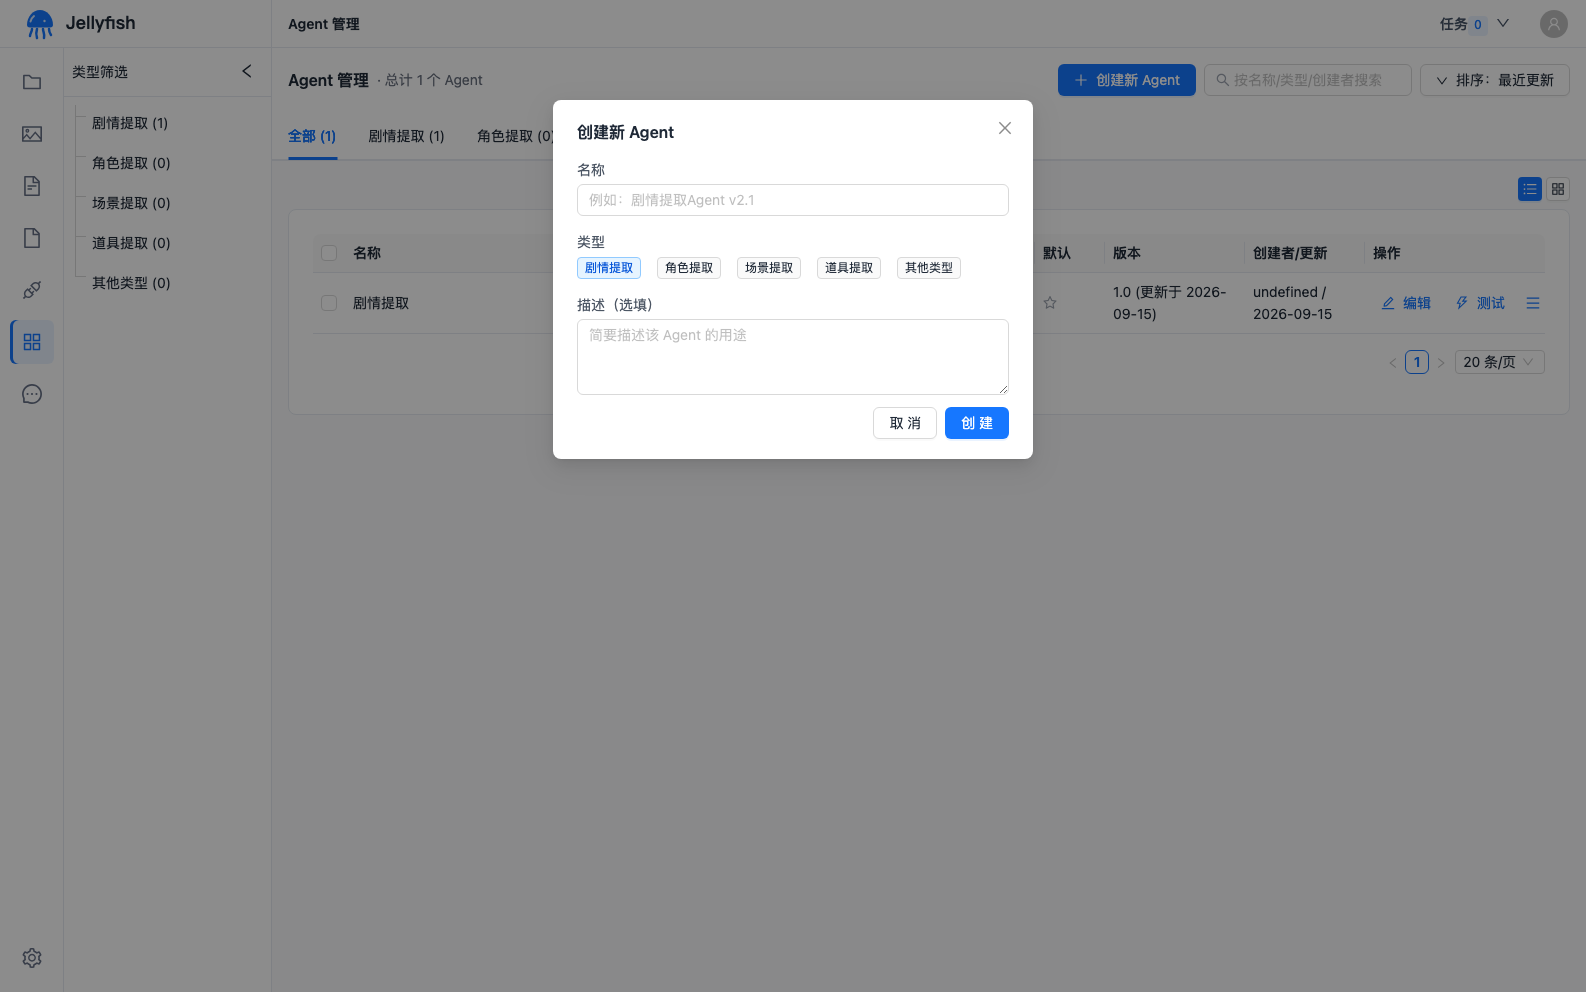 Jellyfish
Agent 管理
任务 0
类型筛选
剧情提取 (1)
角色提取 (0)
场景提取 (0)
道具提取 (0)
其他类型 (0)
Agent 管理 · 总计 1 个 Agent
创建新 Agent
按名称/类型/创建者搜索
排序：最近更新
全部 (1)
剧情提取 (1)
角色提取 (0)
名称
默认
版本
创建者/更新
操作
剧情提取
1.0 (更新于 2026-
09-15)
undefined /
2026-09-15
编辑
测试
1
20 条/页
创建新 Agent
名称
例如：剧情提取Agent v2.1
类型
剧情提取
角色提取
场景提取
道具提取
其他类型
描述（选填）
简要描述该 Agent 的用途
取 消
创 建